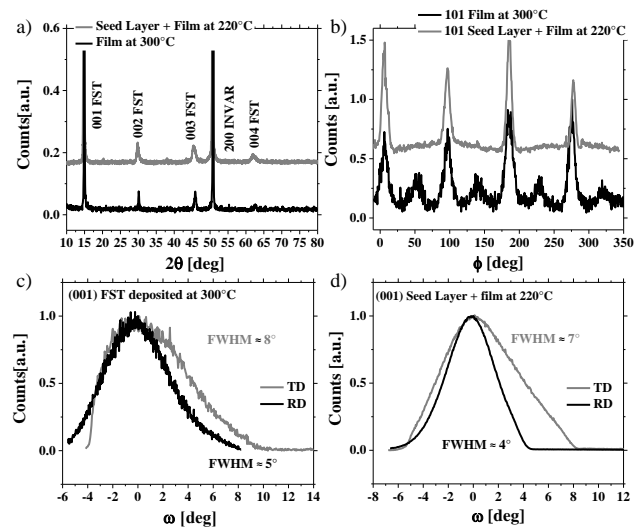 a)
Seed Layer + Film at 220°C
Film at 300°C
Counts[a.u.]
0.6
0.4
0.2
0.0
001 FST
002 FST
003 FST
200 INVAR
004 FST
10 15 20 25 30 35 40 45 50 55 60 65 70 75 80
2θ [deg]
b)
101 Film at 300°C
101 Seed Layer + Film at 220°C
Counts [a.u.]
1.5
1.0
0.5
0.0
0 50 100 150 200 250 300 350
ϕ [deg]
c)
(001) FST deposited at 300°C
Counts[a.u.]
1.0
0.5
0.0
FWHM ≈ 8°
TD
RD
FWHM ≈ 5°
-6 -4 -2 0 2 4 6 8 10 12 14
ω [deg]
d)
(001) Seed Layer + film at 220°C
Counts [a.u.]
1.0
0.5
0.0
FWHM ≈ 7°
TD
RD
FWHM ≈ 4°
-8 -6 -4 -2 0 2 4 6 8 10 12 14
ω [deg]